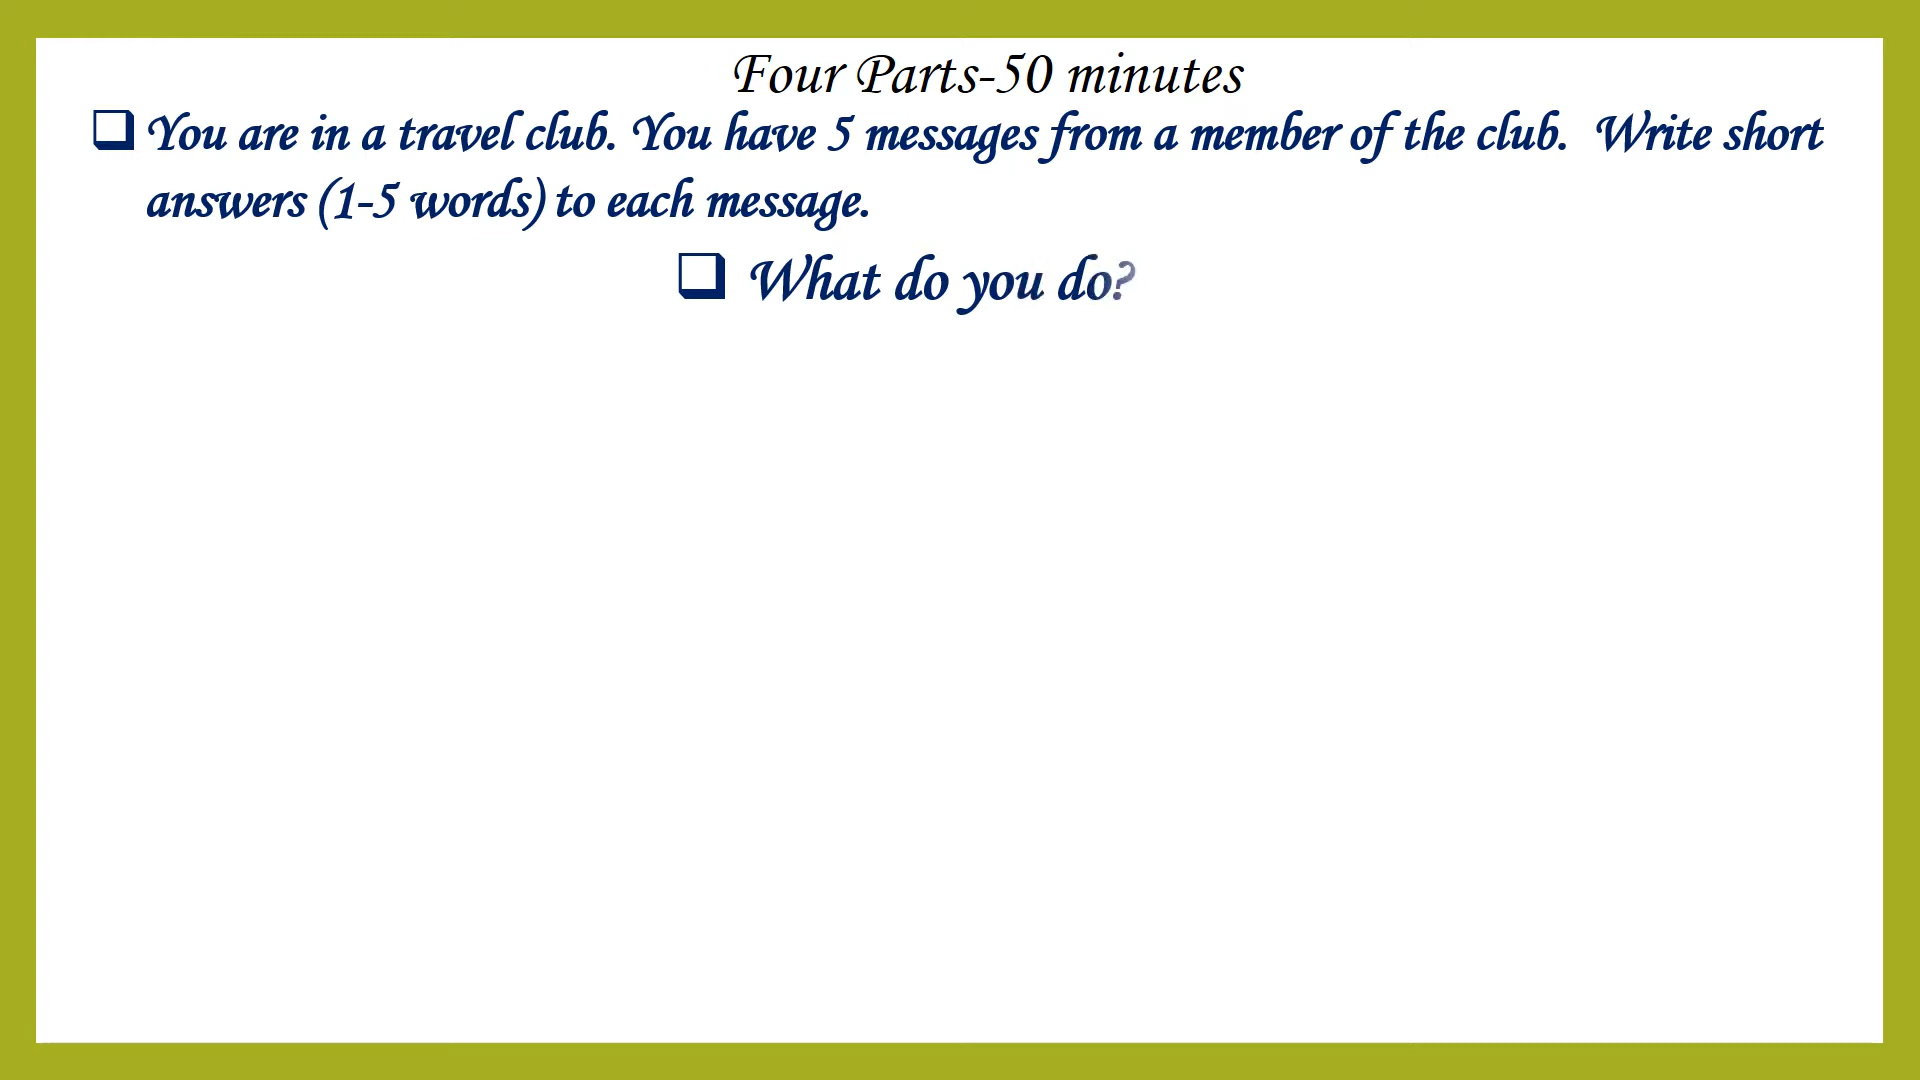 Four Parts-50 minutes
You are in a travel club. You have 5 messages from a member of the club. Write short
answers (1-5 words) to each message.
What do you do?